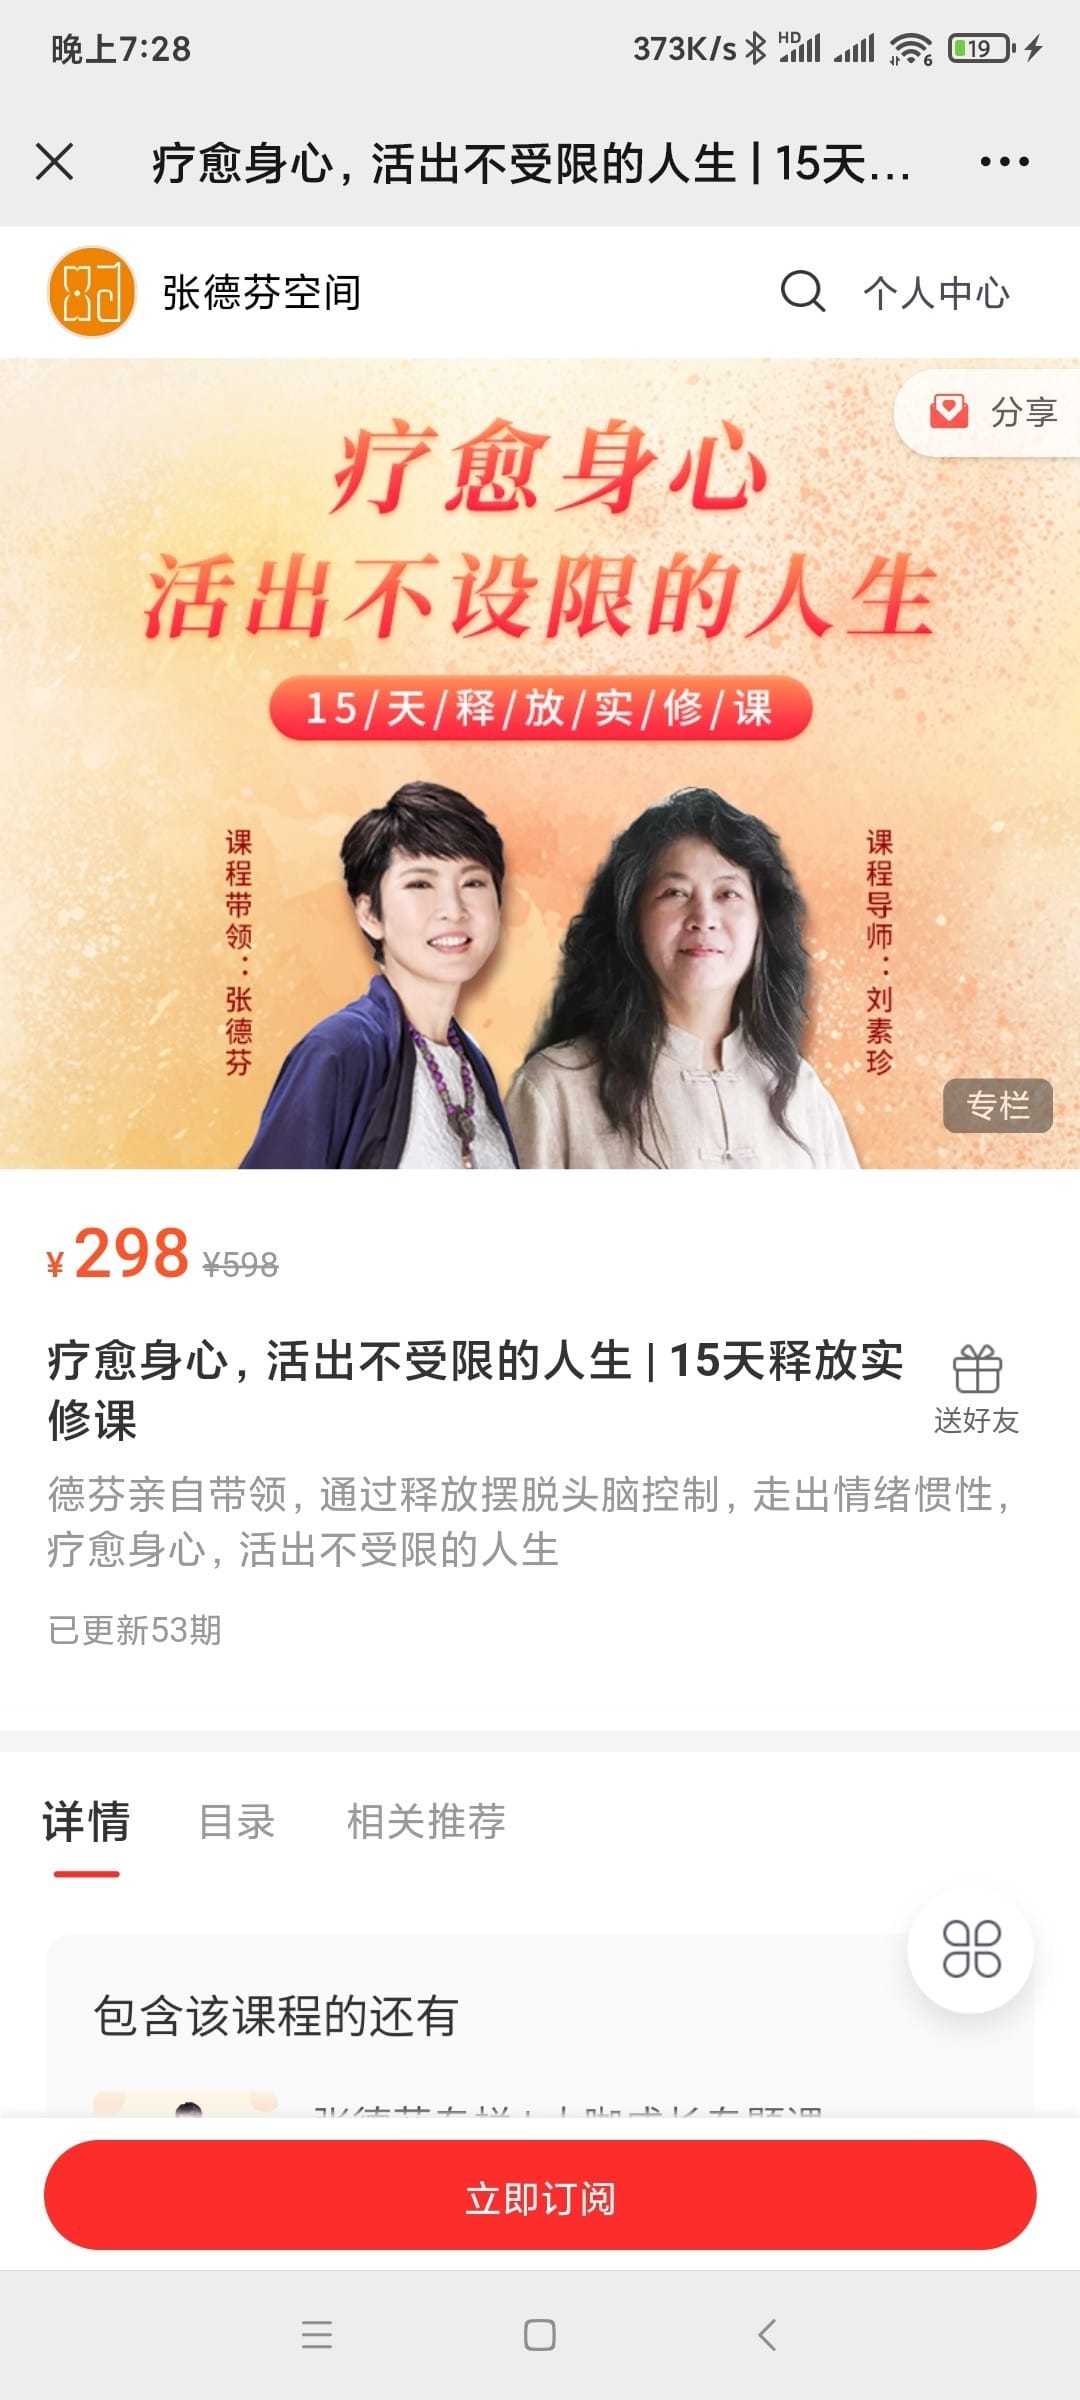 晚上7:28
373K/s
HD
6
19
疗愈身心，活出不受限的人生 | 15天...
张德芬空间
个人中心
分享
疗愈身心
活出不设限的人生
15/天/释/放/实/修/课
课程带领：张德芬
课程导师：刘素珍
专栏
¥298 ¥598
疗愈身心，活出不受限的人生 | 15天释放实
修课
送好友
德芬亲自带领，通过释放摆脱头脑控制，走出情绪惯性，
疗愈身心，活出不受限的人生
已更新53期
详情 目录 相关推荐
包含该课程的还有
立即订阅